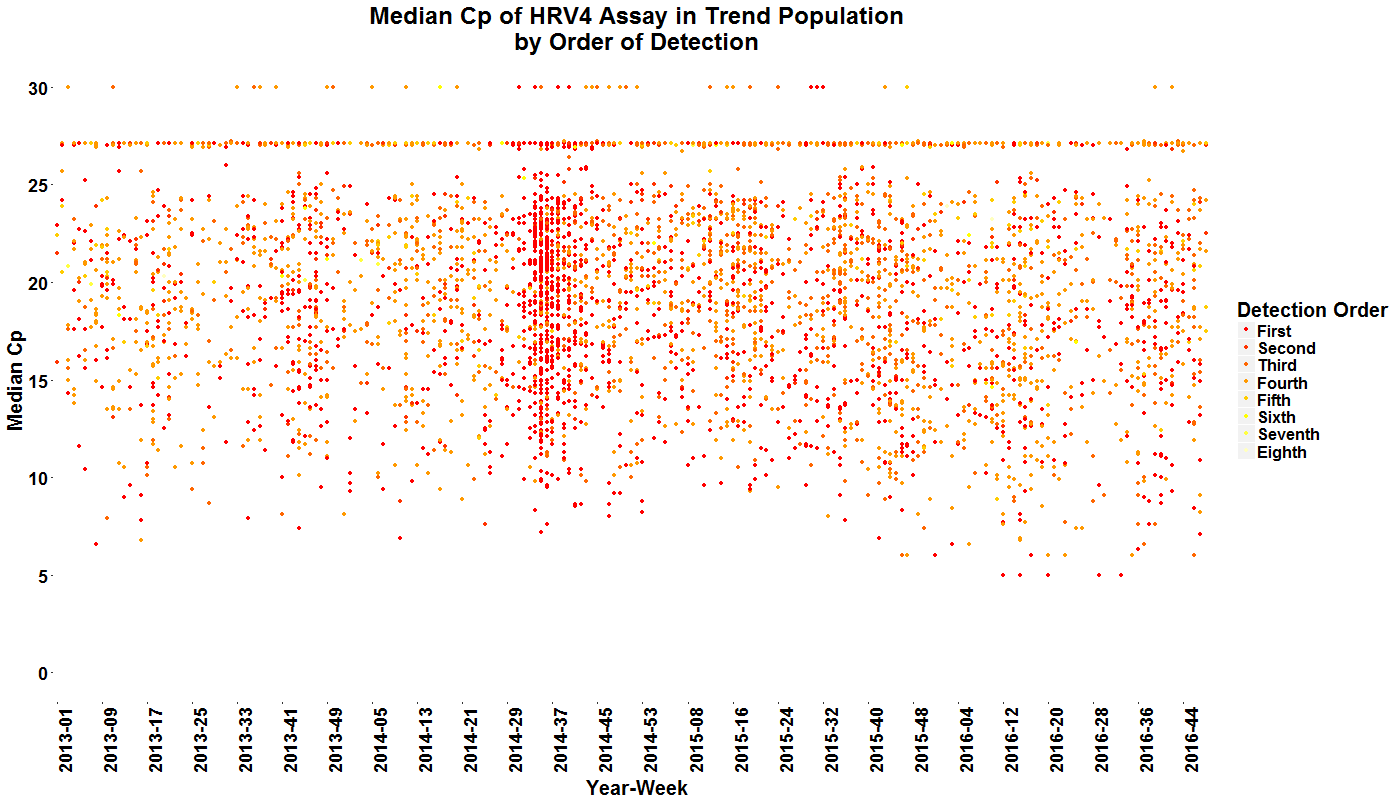 Median Cp of HRV4 Assay in Trend Population
by Order of Detection
Median Cp
30
25
20
15
10
5
0
2013-01
2013-09
2013-17
2013-25
2013-33
2013-41
2013-49
2014-05
2014-13
2014-21
2014-29
2014-37
2014-45
2014-53
2015-08
2015-16
2015-24
2015-32
2015-40
2015-48
2016-04
2016-12
2016-20
2016-28
2016-36
2016-44
Year-Week
Detection Order
First
Second
Third
Fourth
Fifth
Sixth
Seventh
Eighth